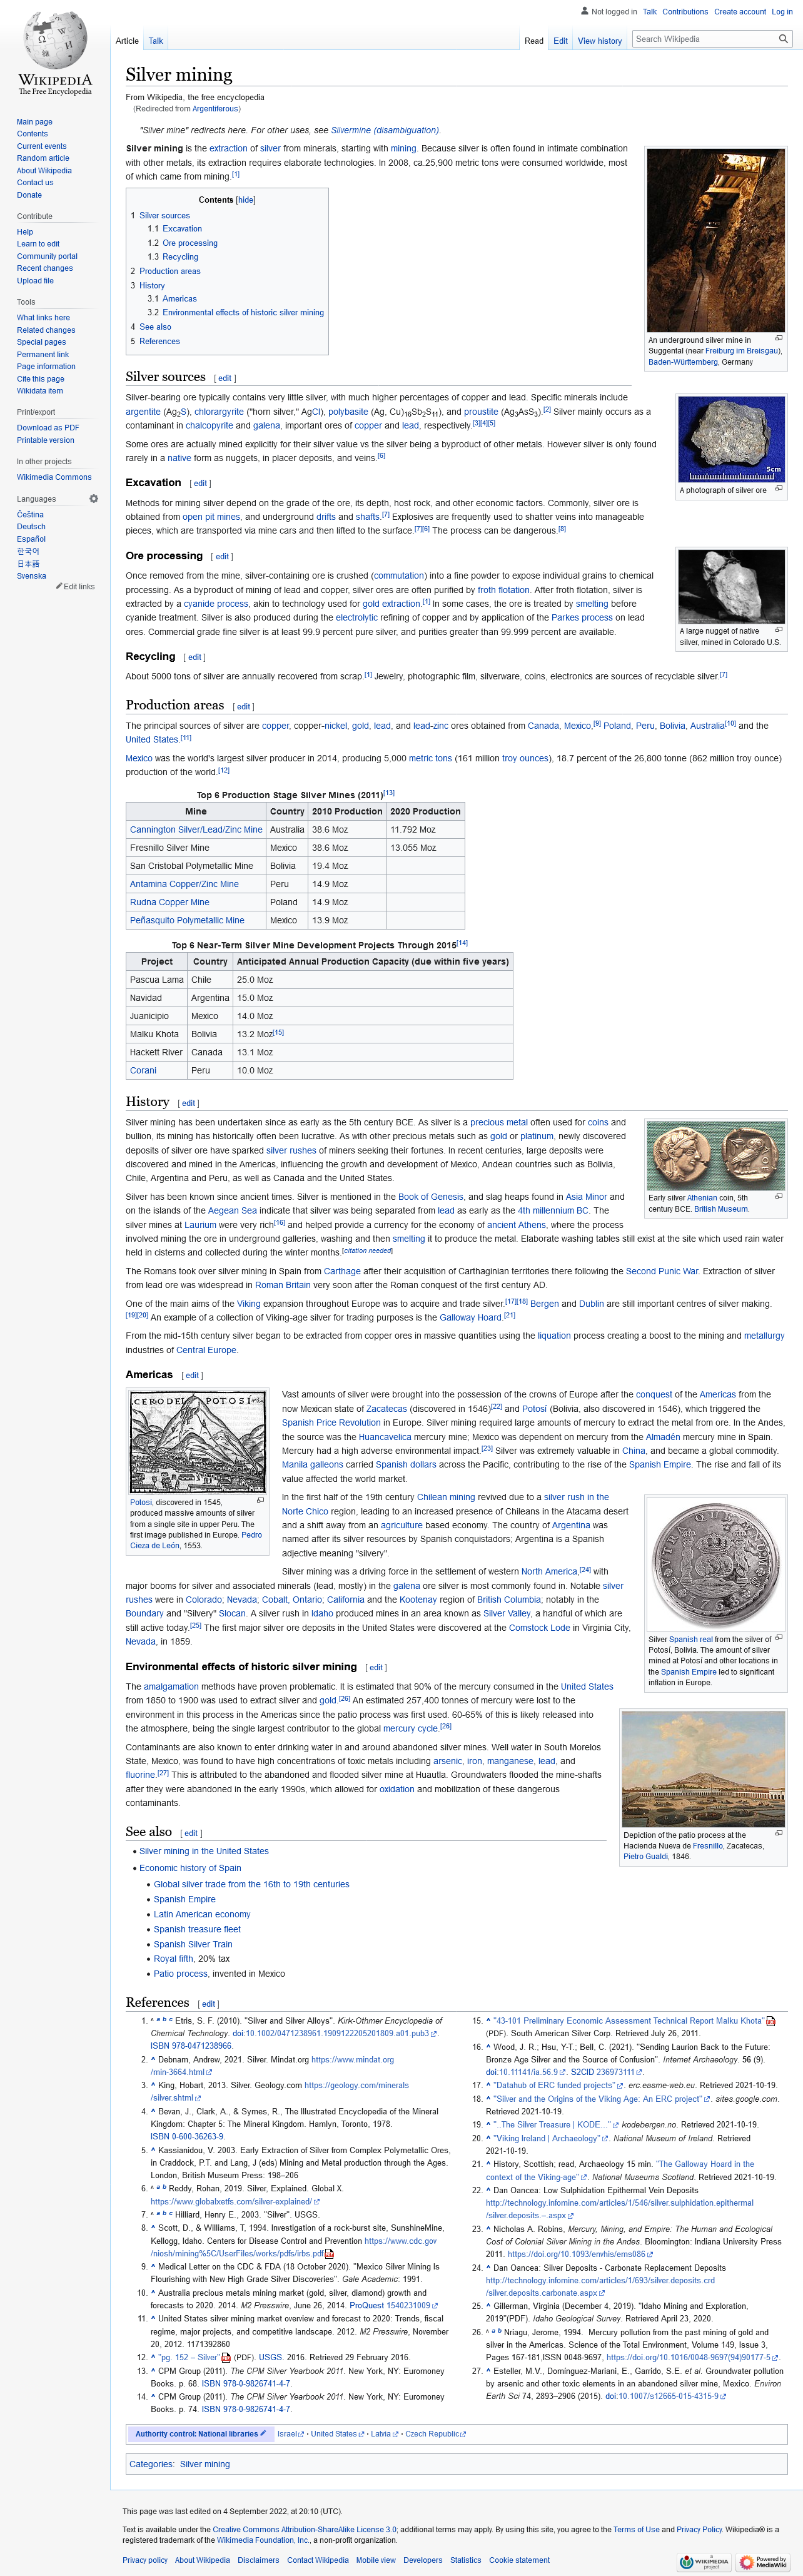 Not logged in Talk Contributions Create account Log in
Article Talk
Read Edit View history Search Wikipedia
WIKIPEDIA
The Free Encyclopedia
Main page
Contents
Current events
Random article
About Wikipedia
Contact us
Donate
Contribute
Help
Learn to edit
Community portal
Recent changes
Upload file
Tools
What links here
Related changes
Special pages
Permanent link
Page information
Cite this page
Wikidata item
Print/export
Download as PDF
Printable version
In other projects
Wikimedia Commons
Languages
Čeština
Deutsch
Español
한국어
日本語
Svenska
Edit links
Silver mining
From Wikipedia, the free encyclopedia
(Redirected from Argentiferous)
"Silver mine" redirects here. For other uses, see Silvermine (disambiguation).
Silver mining is the extraction of silver from minerals, starting with mining. Because silver is often found in intimate combination
with other metals, its extraction requires elaborate technologies. In 2008, ca.25,900 metric tons were consumed worldwide, most
of which came from mining.[1]
An underground silver mine in
Suggental (near Freiburg im Breisgau),
Baden-Württemberg, Germany
Contents [hide]
1 Silver sources
1.1 Excavation
1.2 Ore processing
1.3 Recycling
2 Production areas
3 History
3.1 Americas
3.2 Environmental effects of historic silver mining
4 See also
5 References
Silver sources [ edit ]
Silver-bearing ore typically contains very little silver, with much higher percentages of copper and lead. Specific minerals include
argentite (Ag2S), chlorargyrite ("horn silver," AgCl), polybasite (Ag, Cu)16Sb2S11), and proustite (Ag3AsS3).[2] Silver mainly occurs as a
contaminant in chalcopyrite and galena, important ores of copper and lead, respectively.[3][4][5]
Some ores are actually mined explicitly for their silver value vs the silver being a byproduct of other metals. However silver is only found
rarely in a native form as nuggets, in placer deposits, and veins.[6]
5cm
A photograph of silver ore
Excavation [ edit ]
Methods for mining silver depend on the grade of the ore, its depth, host rock, and other economic factors. Commonly, silver ore is
obtained from open pit mines, and underground drifts and shafts.[7] Explosives are frequently used to shatter veins into manageable
pieces, which are transported via mine cars and then lifted to the surface.[7][6] The process can be dangerous.[8]
Ore processing [ edit ]
Once removed from the mine, silver-containing ore is crushed (commutation) into a fine powder to expose individual grains to chemical
processing. As a byproduct of mining of lead and copper, silver ores are often purified by froth flotation. After froth flotation, silver is
extracted by a cyanide process, akin to technology used for gold extraction.[1] In some cases, the ore is treated by smelting before
cyanide treatment. Silver is also produced during the electrolytic refining of copper and by application of the Parkes process on lead
ores. Commercial grade fine silver is at least 99.9 percent pure silver, and purities greater than 99.999 percent are available.
A large nugget of native
silver, mined in Colorado U.S.
Recycling [ edit ]
About 5000 tons of silver are annually recovered from scrap.[1] Jewelry, photographic film, silverware, coins, electronics are sources of recyclable silver.[7]
Production areas [ edit ]
The principal sources of silver are copper, copper-nickel, gold, lead, and lead-zinc ores obtained from Canada, Mexico,[9] Poland, Peru, Bolivia, Australia[10] and the
United States.[11]
Mexico was the world's largest silver producer in 2014, producing 5,000 metric tons (161 million troy ounces), 18.7 percent of the 26,800 tonne (862 million troy ounce)
production of the world.[12]
Top 6 Production Stage Silver Mines (2011)[13]
Mine Country 2010 Production 2020 Production
Cannington Silver/Lead/Zinc Mine Australia 38.6 Moz 11.792 Moz
Fresnillo Silver Mine Mexico 38.6 Moz 13.055 Moz
San Cristobal Polymetallic Mine Bolivia 19.4 Moz
Antamina Copper/Zinc Mine Peru 14.9 Moz
Rudna Copper Mine Poland 14.9 Moz
Peñasquito Polymetallic Mine Mexico 13.9 Moz
Top 6 Near-Term Silver Mine Development Projects Through 2015[14]
Project Country Anticipated Annual Production Capacity (due within five years)
Pascua Lama Chile 25.0 Moz
Navidad Argentina 15.0 Moz
Juanicipio Mexico 14.0 Moz
Malku Khota Bolivia 13.2 Moz[15]
Hackett River Canada 13.1 Moz
Corani Peru 10.0 Moz
History [ edit ]
Silver mining has been undertaken since as early as the 5th century BCE. As silver is a precious metal often used for coins and
bullion, its mining has historically often been lucrative. As with other precious metals such as gold or platinum, newly discovered
deposits of silver ore have sparked silver rushes of miners seeking their fortunes. In recent centuries, large deposits were
discovered and mined in the Americas, influencing the growth and development of Mexico, Andean countries such as Bolivia,
Chile, Argentina and Peru, as well as Canada and the United States.
Early silver Athenian coin, 5th
century BCE. British Museum.
Silver has been known since ancient times. Silver is mentioned in the Book of Genesis, and slag heaps found in Asia Minor and
on the islands of the Aegean Sea indicate that silver was being separated from lead as early as the 4th millennium BC. The
silver mines at Laurium were very rich[16] and helped provide a currency for the economy of ancient Athens, where the process
involved mining the ore in underground galleries, washing and then smelting it to produce the metal. Elaborate washing tables still exist at the site which used rain water
held in cisterns and collected during the winter months.[citation needed]
The Romans took over silver mining in Spain from Carthage after their acquisition of Carthaginian territories there following the Second Punic War. Extraction of silver
from lead ore was widespread in Roman Britain very soon after the Roman conquest of the first century AD.
One of the main aims of the Viking expansion throughout Europe was to acquire and trade silver.[17][18] Bergen and Dublin are still important centres of silver making.
[19][20] An example of a collection of Viking-age silver for trading purposes is the Galloway Hoard.[21]
From the mid-15th century silver began to be extracted from copper ores in massive quantities using the liquation process creating a boost to the mining and metallurgy
industries of Central Europe.
Americas [ edit ]
CERO DE POTOSI
Potosi, discovered in 1545,
produced massive amounts of silver
from a single site in upper Peru. The
first image published in Europe. Pedro
Cieza de León, 1553.
Vast amounts of silver were brought into the possession of the crowns of Europe after the conquest of the Americas from the
now Mexican state of Zacatecas (discovered in 1546)[22] and Potosí (Bolivia, also discovered in 1546), which triggered the
Spanish Price Revolution in Europe. Silver mining required large amounts of mercury to extract the metal from ore. In the Andes,
the source was the Huancavelica mercury mine; Mexico was dependent on mercury from the Almadén mercury mine in Spain.
Mercury had a high adverse environmental impact.[23] Silver was extremely valuable in China, and became a global commodity.
Manila galleons carried Spanish dollars across the Pacific, contributing to the rise of the Spanish Empire. The rise and fall of its
value affected the world market.
In the first half of the 19th century Chilean mining revived due to a silver rush in the
Norte Chico region, leading to an increased presence of Chileans in the Atacama desert
and a shift away from an agriculture based economy. The country of Argentina was
named after its silver resources by Spanish conquistadors; Argentina is a Spanish
adjective meaning "silvery".
Silver Spanish real from the silver of
Potosí, Bolivia. The amount of silver
mined at Potosí and other locations in
the Spanish Empire led to significant
inflation in Europe.
Silver mining was a driving force in the settlement of western North America,[24] with
major booms for silver and associated minerals (lead, mostly) in the galena ore silver is most commonly found in. Notable silver
rushes were in Colorado; Nevada; Cobalt, Ontario; California and the Kootenay region of British Columbia; notably in the
Boundary and "Silvery" Slocan. A silver rush in Idaho produced mines in an area known as Silver Valley, a handful of which are
still active today.[25] The first major silver ore deposits in the United States were discovered at the Comstock Lode in Virginia City,
Nevada, in 1859.
Environmental effects of historic silver mining [ edit ]
The amalgamation methods have proven problematic. It is estimated that 90% of the mercury consumed in the United States
from 1850 to 1900 was used to extract silver and gold.[26] An estimated 257,400 tonnes of mercury were lost to the
environment in this process in the Americas since the patio process was first used. 60-65% of this is likely released into
the atmosphere, being the single largest contributor to the global mercury cycle.[26]
Contaminants are also known to enter drinking water in and around abandoned silver mines. Well water in South Morelos
State, Mexico, was found to have high concentrations of toxic metals including arsenic, iron, manganese, lead, and
fluorine.[27] This is attributed to the abandoned and flooded silver mine at Huautla. Groundwaters flooded the mine-shafts
after they were abandoned in the early 1990s, which allowed for oxidation and mobilization of these dangerous
contaminants.
Depiction of the patio process at the
Hacienda Nueva de Fresnillo, Zacatecas,
Pietro Gualdi, 1846.
See also [ edit ]
• Silver mining in the United States
• Economic history of Spain
• Global silver trade from the 16th to 19th centuries
• Spanish Empire
• Latin American economy
• Spanish treasure fleet
• Spanish Silver Train
• Royal fifth, 20% tax
• Patio process, invented in Mexico
References [ edit ]
1. ^ a b c Etris, S. F. (2010). "Silver and Silver Alloys". Kirk-Othmer Encyclopedia of
Chemical Technology. doi:10.1002/0471238961.1909122205201809.a01.pub3.
ISBN 978-0471238966.
2. ^ Debnam, Andrew, 2021. Silver. Mindat.org https://www.mindat.org
/min-3664.html
3. ^ King, Hobart, 2013. Silver. Geology.com https://geology.com/minerals
/silver.shtml
4. ^ Bevan, J., Clark, A., & Symes, R., The Illustrated Encyclopedia of the Mineral
Kingdom: Chapter 5: The Mineral Kingdom. Hamlyn, Toronto, 1978.
ISBN 0-600-36263-9.
5. ^ Kassianidou, V. 2003. Early Extraction of Silver from Complex Polymetallic Ores,
in Craddock, P.T. and Lang, J (eds) Mining and Metal production through the Ages.
London, British Museum Press: 198–206
6. ^ a b Reddy, Rohan, 2019. Silver, Explained. Global X.
https://www.globalxetfs.com/silver-explained/
7. ^ a b c Hilliard, Henry E., 2003. "Silver". USGS.
8. ^ Scott, D., & Williams, T, 1994. Investigation of a rock-burst site, SunshineMine,
Kellogg, Idaho. Centers for Disease Control and Prevention https://www.cdc.gov
/niosh/mining%5C/UserFiles/works/pdfs/irbs.pdf
9. ^ Medical Letter on the CDC & FDA (18 October 2020). "Mexico Silver Mining Is
Flourishing with New High Grade Silver Discoveries". Gale Academic: 1991.
10. ^ Australia precious metals mining market (gold, silver, diamond) growth and
forecasts to 2020. 2014. M2 Presswire, June 26, 2014. ProQuest 1540231009
11. ^ United States silver mining market overview and forecast to 2020: Trends, fiscal
regime, major projects, and competitive landscape. 2012. M2 Presswire, November
20, 2012. 1171392860
12. ^ "pg. 152 – Silver" (PDF). USGS. 2016. Retrieved 29 February 2016.
13. ^ CPM Group (2011). The CPM Silver Yearbook 2011. New York, NY: Euromoney
Books. p. 68. ISBN 978-0-9826741-4-7.
14. ^ CPM Group (2011). The CPM Silver Yearbook 2011. New York, NY: Euromoney
Books. p. 74. ISBN 978-0-9826741-4-7.
15. ^ "43-101 Preliminary Economic Assessment Technical Report Malku Khota"
(PDF). South American Silver Corp. Retrieved July 26, 2011.
16. ^ Wood, J. R.; Hsu, Y-T.; Bell, C. (2021). "Sending Laurion Back to the Future:
Bronze Age Silver and the Source of Confusion". Internet Archaeology. 56 (9).
doi:10.11141/ia.56.9. S2CID 236973111.
17. ^ "Datahub of ERC funded projects". erc.easme-web.eu. Retrieved 2021-10-19.
18. ^ "Silver and the Origins of the Viking Age: An ERC project". sites.google.com.
Retrieved 2021-10-19.
19. ^ "..The Silver Treasure | KODE..." kodebergen.no. Retrieved 2021-10-19.
20. ^ "Viking Ireland | Archaeology". National Museum of Ireland. Retrieved
2021-10-19.
21. ^ History, Scottish; read, Archaeology 15 min. "The Galloway Hoard in the
context of the Viking-age". National Museums Scotland. Retrieved 2021-10-19.
22. ^ Dan Oancea: Low Sulphidation Epithermal Vein Deposits
http://technology.infomine.com/articles/1/546/silver.sulphidation.epithermal
/silver.deposits.–.aspx
23. ^ Nicholas A. Robins, Mercury, Mining, and Empire: The Human and Ecological
Cost of Colonial Silver Mining in the Andes. Bloomington: Indiana University Press
2011. https://doi.org/10.1093/envhis/ems086
24. ^ Dan Oancea: Silver Deposits - Carbonate Replacement Deposits
http://technology.infomine.com/articles/1/693/silver.deposits.crd
/silver.deposits.carbonate.aspx
25. ^ Gillerman, Virginia (December 4, 2019). "Idaho Mining and Exploration,
2019"(PDF). Idaho Geological Survey. Retrieved April 23, 2020.
26. ^ a b Nriagu, Jerome, 1994. Mercury pollution from the past mining of gold and
silver in the Americas. Science of the Total Environment, Volume 149, Issue 3,
Pages 167-181,ISSN 0048-9697, https://doi.org/10.1016/0048-9697(94)90177-5.
27. ^ Esteller, M.V., Domínguez-Mariani, E., Garrido, S.E. et al. Groundwater pollution
by arsenic and other toxic elements in an abandoned silver mine, Mexico. Environ
Earth Sci 74, 2893–2906 (2015). doi:10.1007/s12665-015-4315-9
Authority control: National libraries Israel • United States • Latvia • Czech Republic
Categories: Silver mining
This page was last edited on 4 September 2022, at 20:10 (UTC).
Text is available under the Creative Commons Attribution-ShareAlike License 3.0; additional terms may apply. By using this site, you agree to the Terms of Use and Privacy Policy. Wikipedia® is a
registered trademark of the Wikimedia Foundation, Inc., a non-profit organization.
Privacy policy About Wikipedia Disclaimers Contact Wikipedia Mobile view Developers Statistics Cookie statement
A WIKIMEDIA project Powered by MediaWiki